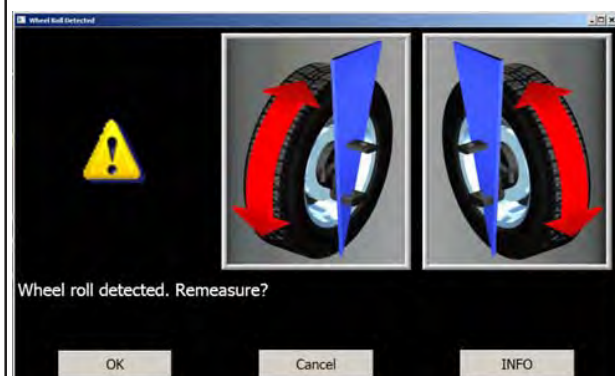 Wheel Roll Detected
Wheel roll detected. Remeasure?
OK
Cancel
INFO